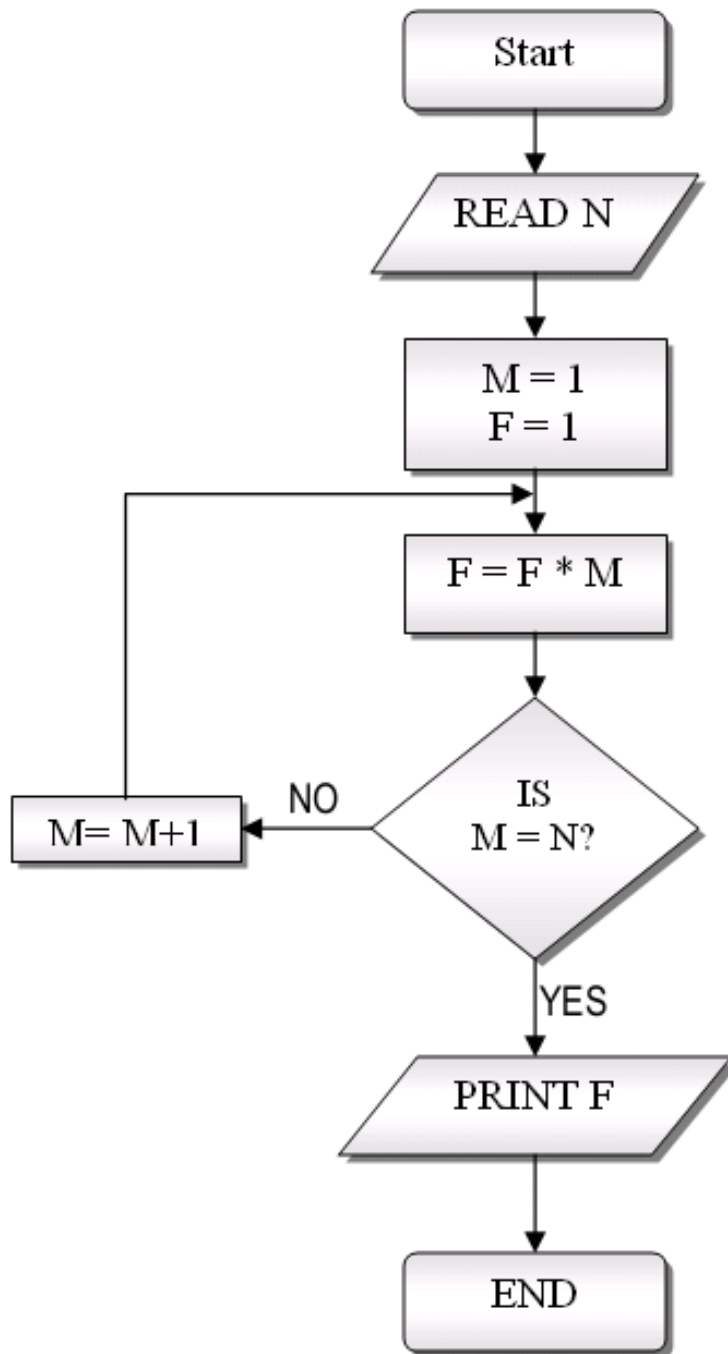 Start
READ N
M = 1
F = 1
F = F * M
IS
M = N?
NO
M= M+1
YES
PRINT F
END